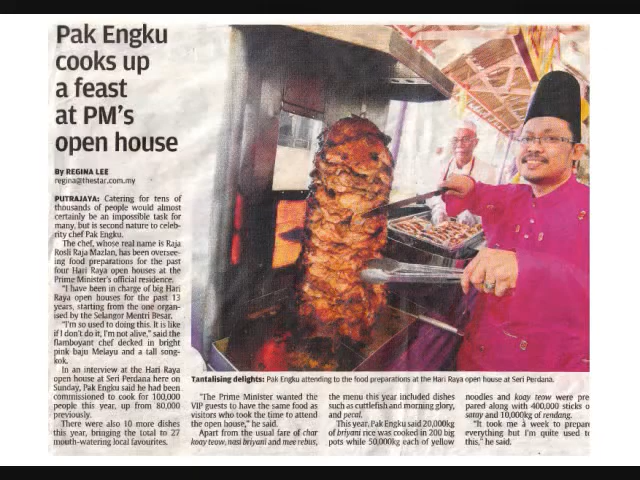 Pak Engku
cooks up
a feast
at PM's
open house
By REGINA LEE
regina@thestar.com.my
PUTRAJAYA: Catering for tens of
thousands of people would almost
certainly be an impossible task for
many, but is second nature to celeb-
rity chef Pak Engku.
The chef, whose real name is Raja
Rosli Raja Mazlan, has been oversee-
ing food preparations for the past
four Hari Raya open houses at the
Prime Minister's official residence.
"I have been in charge of big Hari
Raya open houses for the past 13
years, starting from the one organ-
ised by the Selangor Mentri Besar.
"I'm so used to doing this. It is like
if I don't do it, I'm not alive," said the
flamboyant chef decked in bright
pink baju Melayu and a tall song-
kok.
In an interview at the Hari Raya
open house at Seri Perdana here on
Sunday, Pak Engku said he had been
commissioned to cook for 100,000
people this year, up from 80,000
previously.
There were also 10 more dishes
this year, bringing the total to 27
mouth-watering local favourites.
Tantalising delights: Pak Engku attending to the food preparations at the Hari Raya open house at Seri Perdana.
"The Prime Minister wanted the
VIP guests to have the same food as
visitors who took the time to attend
the open house," he said.
Apart from the usual fare of char
koay teow, nasi briyani and mee rebus,
the menu this year included dishes
such as cuttlefish and morning glory,
and pecal.
This year, Pak Engku said 20,000kg
of briyani rice was cooked in 200 big
pots while 50,000kg each of yellow
noodles and koay teow were pre
pared along with 400,000 sticks o
satay and 10,000kg of rendang.
"It took me a week to prepan
everything but I'm quite used to
this," he said.